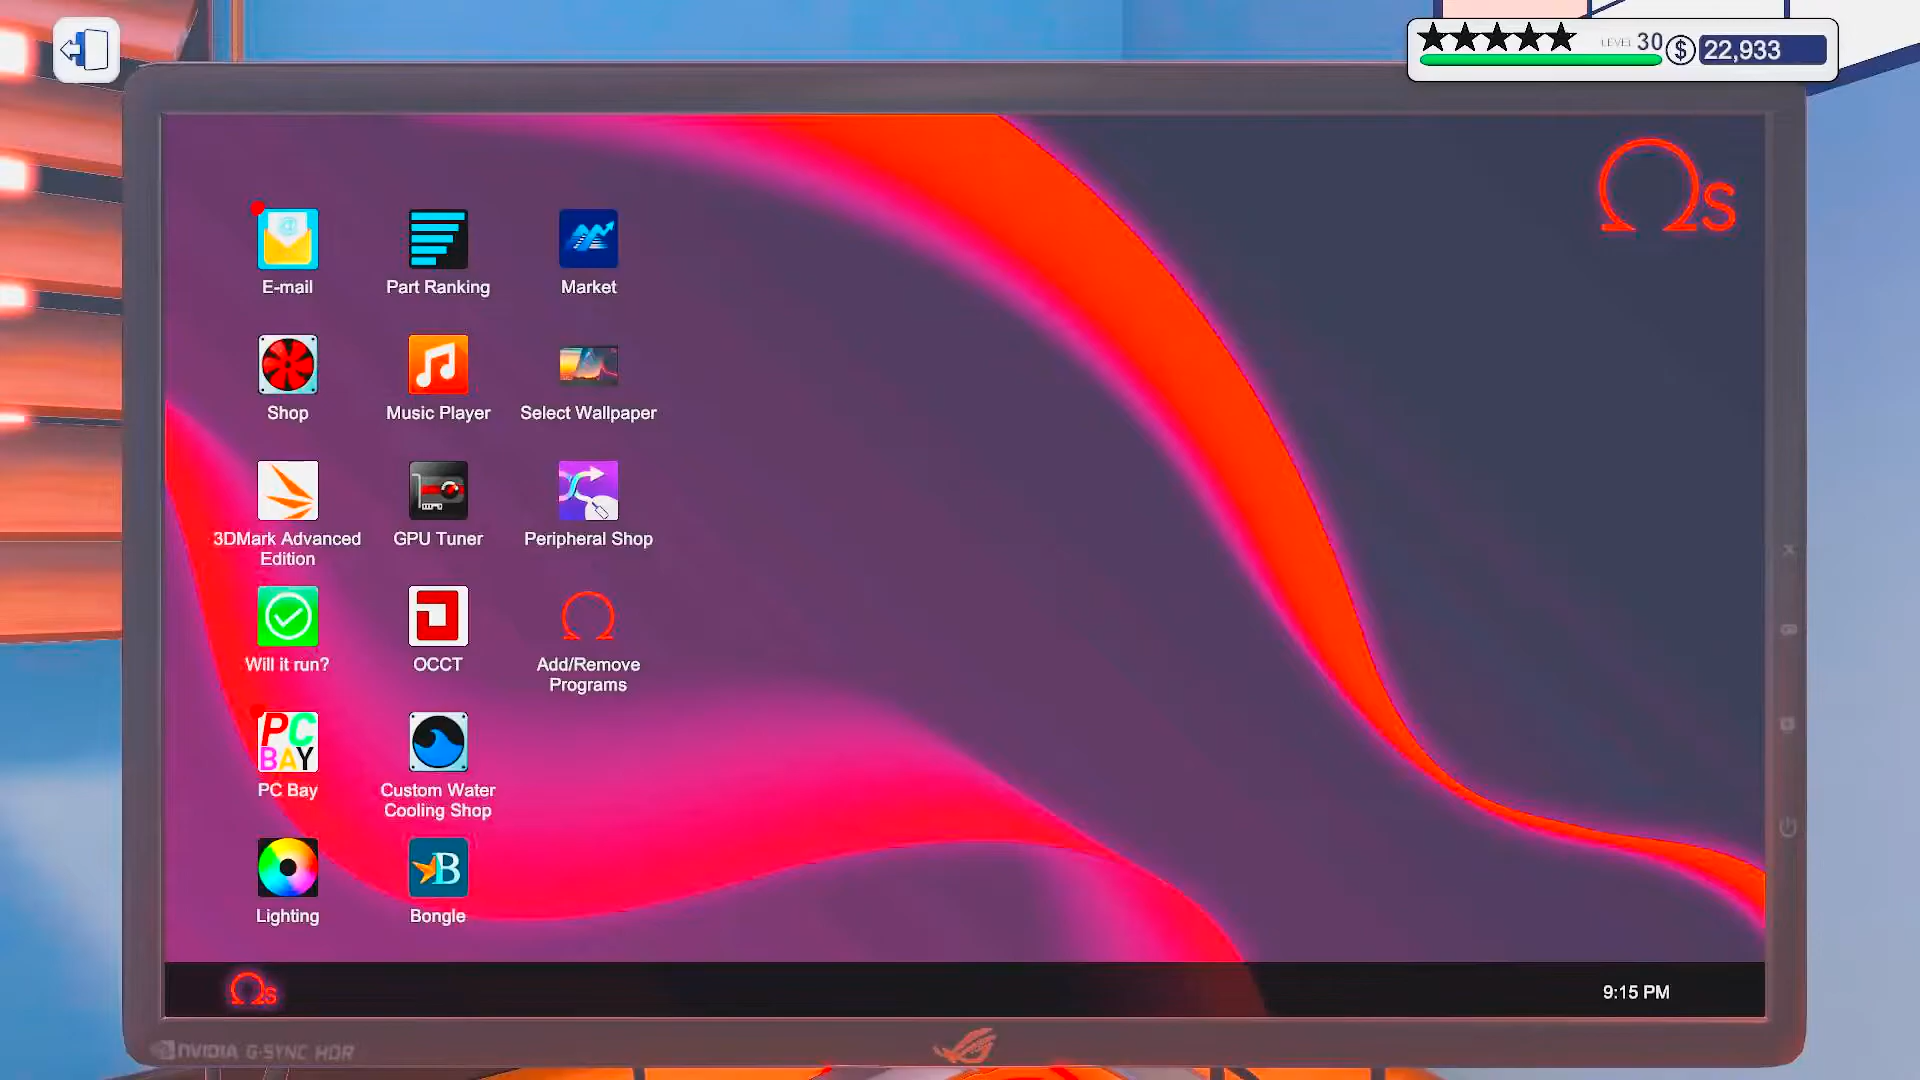 LEVEL 30 $ 22,933
Ωs
E-mail
Part Ranking
Market
Shop
Music Player
Select Wallpaper
3DMark Advanced
Edition
GPU Tuner
Peripheral Shop
Will it run?
OCCT
Add/Remove
Programs
PC
BAY
PC Bay
Custom Water
Cooling Shop
Lighting
B
Bongle
Ωs
9:15 PM
NVIDIA G-SYNC HDR